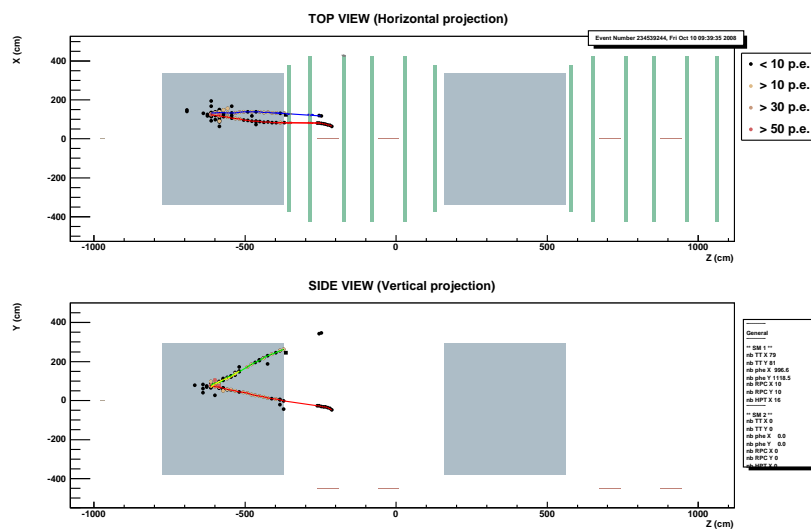 TOP VIEW (Horizontal projection)
Event Number 234539244, Fri Oct 10 09:39:35 2008
X (cm)
400
200
0
-200
-400
-1000
-500
0
500
1000
Z (cm)
< 10 p.e.
> 10 p.e.
> 30 p.e.
> 50 p.e.
SIDE VIEW (Vertical projection)
Y (cm)
400
200
0
-200
-400
-1000
-500
0
500
1000
Z (cm)
General
** SM 1 **
nb TT X 79
nb TT Y 81
nb phe X 996.6
nb phe Y 1118.5
nb RPC X 10
nb RPC Y 10
nb HPT X 16
** SM 2 **
nb TT X 0
nb TT Y 0
nb phe X 0.0
nb phe Y 0.0
nb RPC X 0
nb RPC Y 0
nb HPT X 0